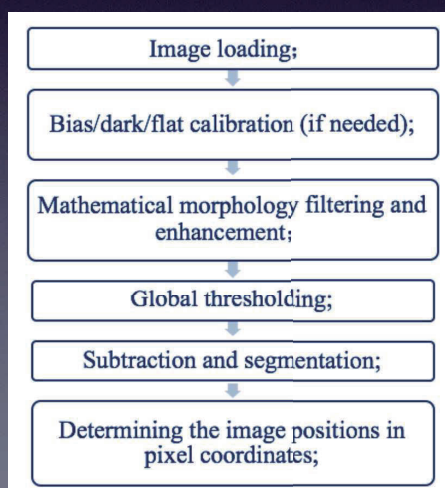 Image loading;
Bias/dark/flat calibration (if needed);
Mathematical morphology filtering and
enhancement;
Global thresholding;
Subtraction and segmentation;
Determining the image positions in
pixel coordinates;